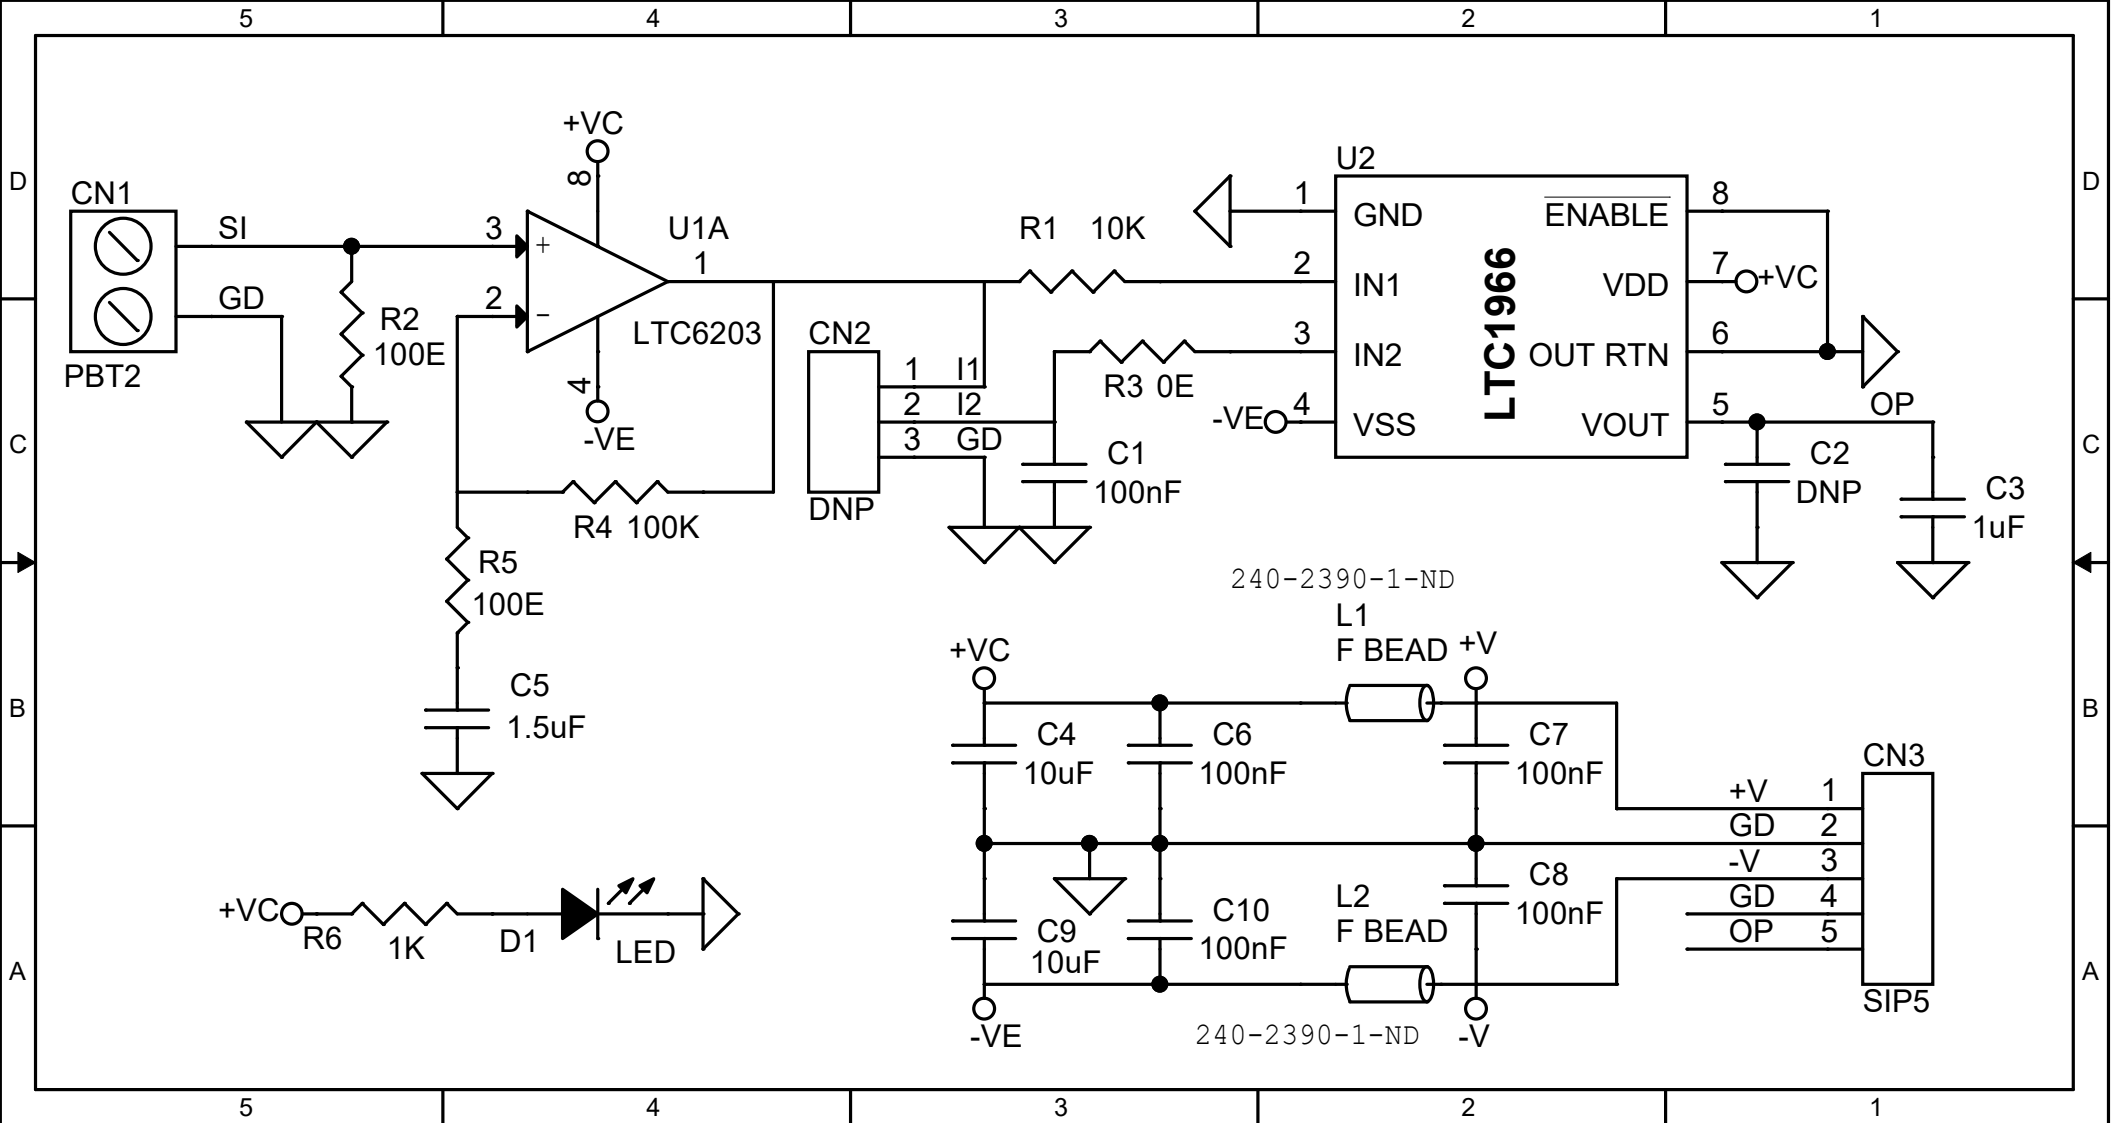 5 4 3 2 1
D
D
C
C
B
B
A
A
CN1
SI
GD
PBT2
R2
100E
+VC
8
3
+
2
−
4
-VE
U1A
1
LTC6203
R4 100K
R5
100E
C5
1.5uF
CN2
1 I1
2 I2
3 GD
DNP
R1 10K
R3 0E
C1
100nF
U2
1 GND
2 IN1
3 IN2
-VE 4 VSS
LTC1966
ENABLE 8
VDD 7 +VC
OUT RTN 6
VOUT 5 OP
C2
DNP
C3
1uF
240-2390-1-ND
L1
F BEAD
+VC
+V
C4
10uF
C6
100nF
C7
100nF
C9
10uF
C10
100nF
L2
F BEAD
C8
100nF
-VE
240-2390-1-ND
-V
CN3
+V 1
GD 2
-V 3
GD 4
OP 5
SIP5
+VC
R6
1K
D1
LED
5 4 3 2 1